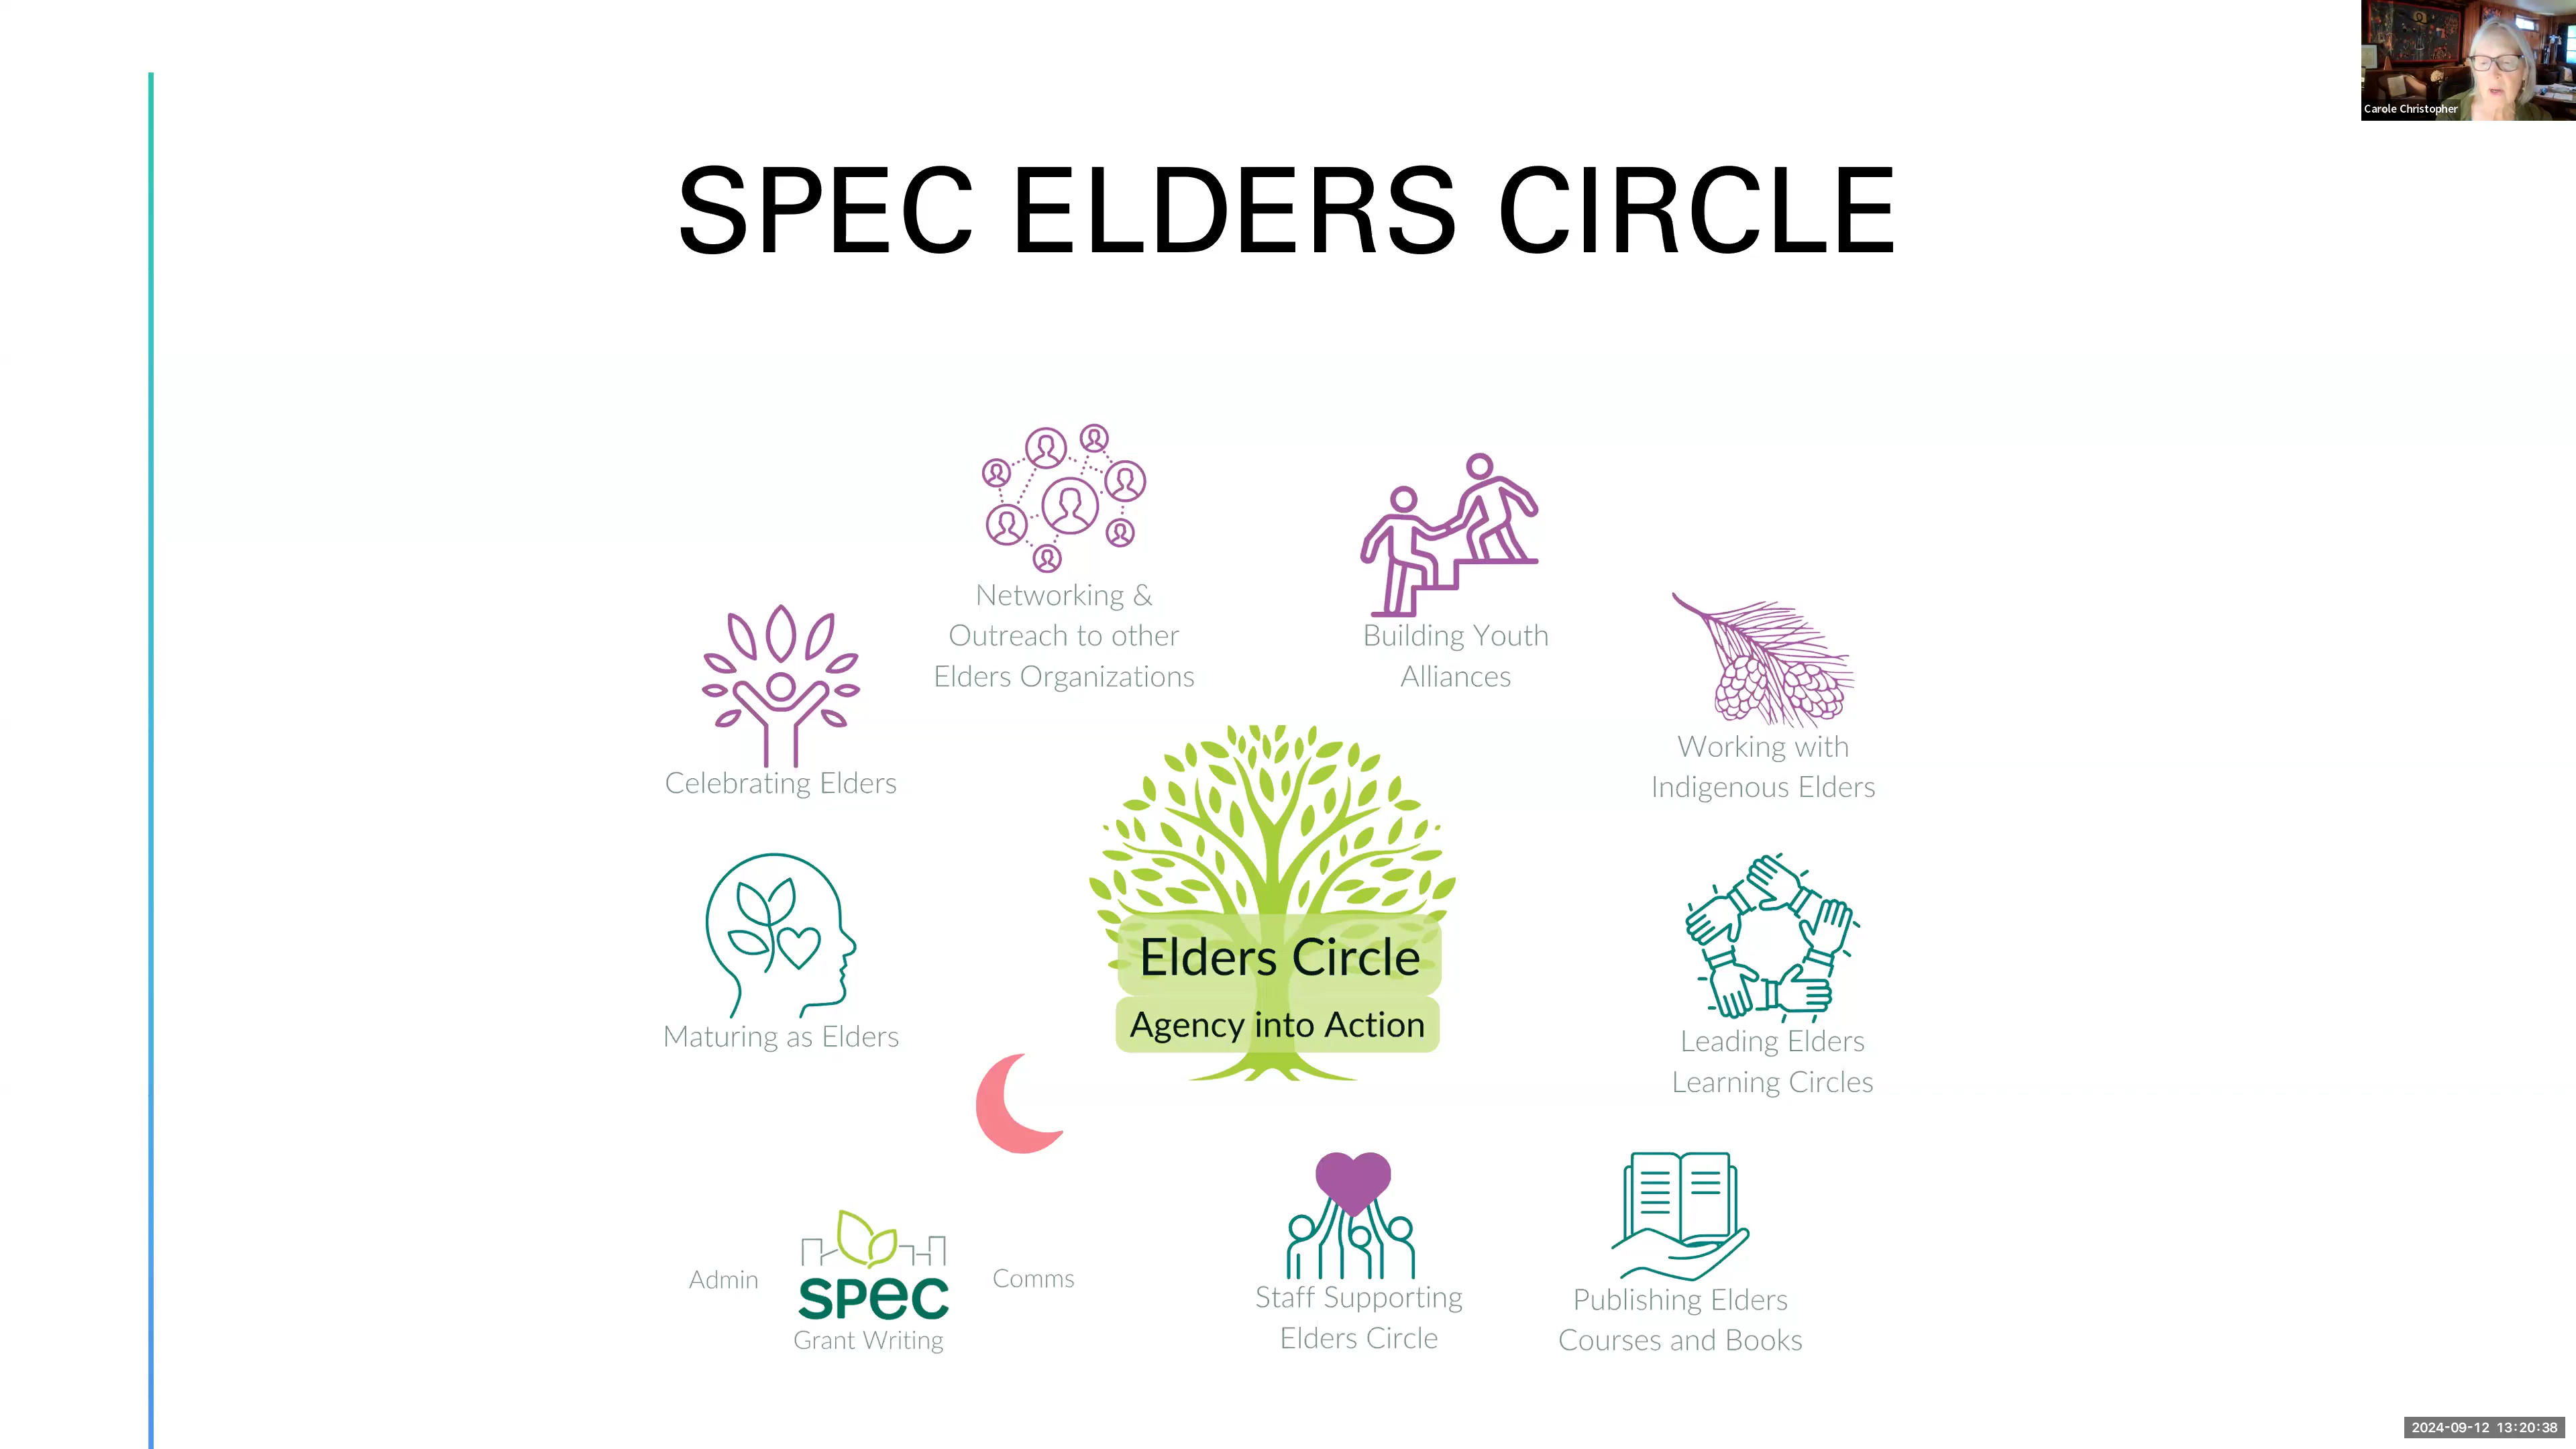 Carole Christopher
SPEC ELDERS CIRCLE
Networking &
Outreach to other
Elders Organizations
Building Youth
Alliances
Celebrating Elders
Working with
Indigenous Elders
Elders Circle
Agency into Action
Maturing as Elders
Leading Elders
Learning Circles
Admin
spec
Comms
Grant Writing
Staff Supporting
Elders Circle
Publishing Elders
Courses and Books
2024-09-12 13:20:38